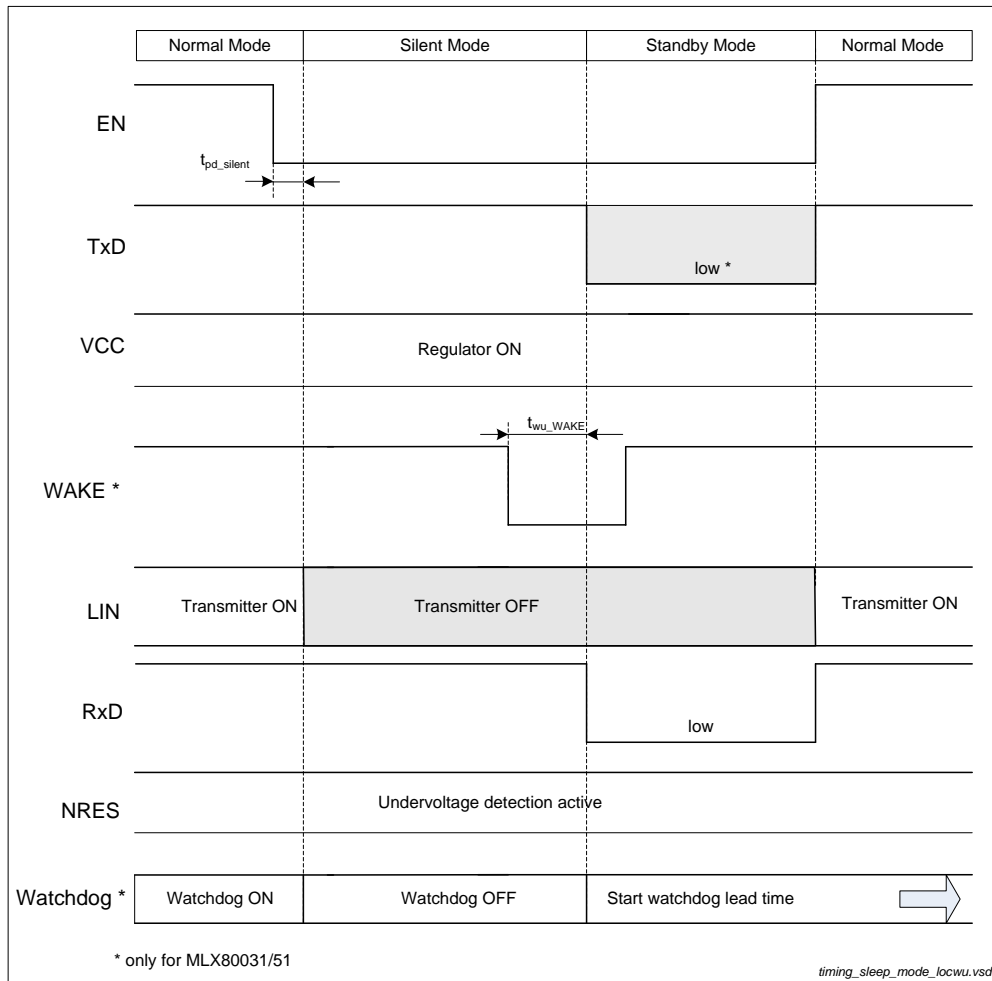 Normal Mode Silent Mode Standby Mode Normal Mode
EN
tpd_silent
TxD
low *
VCC
Regulator ON
twu_WAKE
WAKE *
LIN
Transmitter ON Transmitter OFF Transmitter ON
RxD
low
NRES
Undervoltage detection active
Watchdog * Watchdog ON Watchdog OFF Start watchdog lead time
* only for MLX80031/51
timing_sleep_mode_locwu.vsd